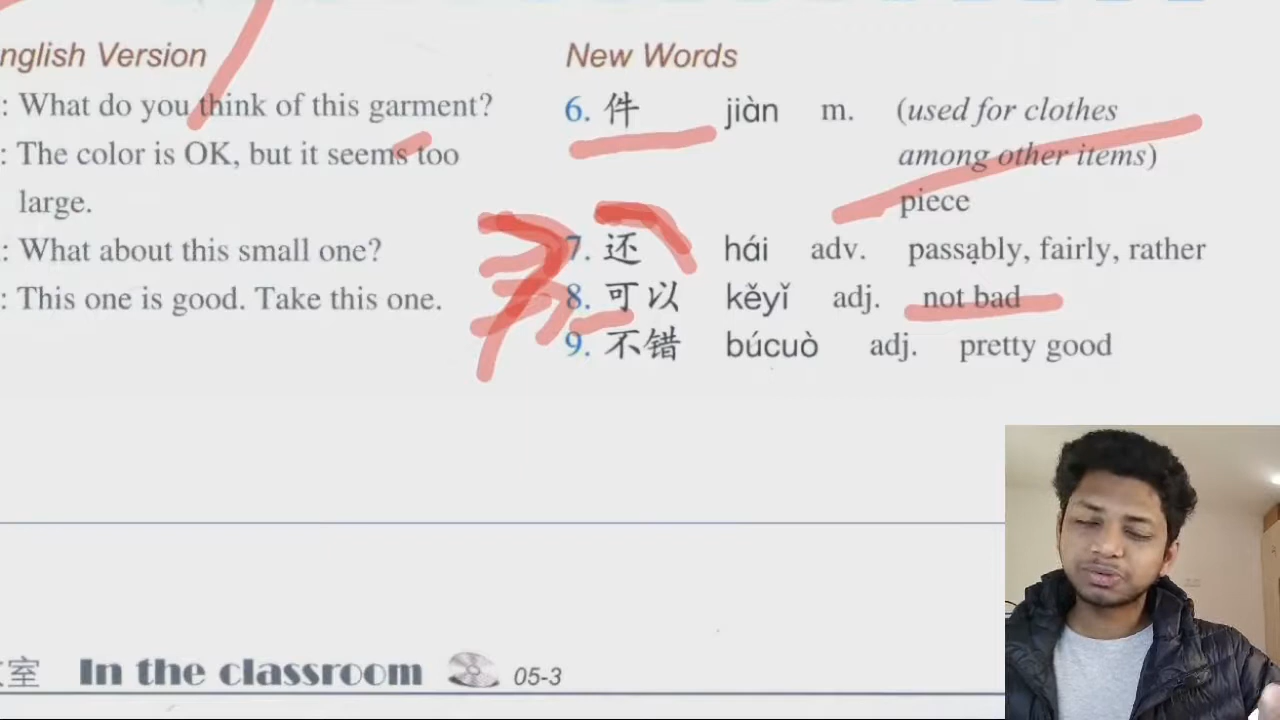 nglish Version
: What do you think of this garment?
: The color is OK, but it seems too
large.
: What about this small one?
: This one is good. Take this one.
New Words
6. 件 jiàn m. (used for clothes
among other items)
piece
7. 还 hái adv. passably, fairly, rather
8. 可以 kěyǐ adj. not bad
9. 不错 búcuò adj. pretty good
室 In the classroom 05-3